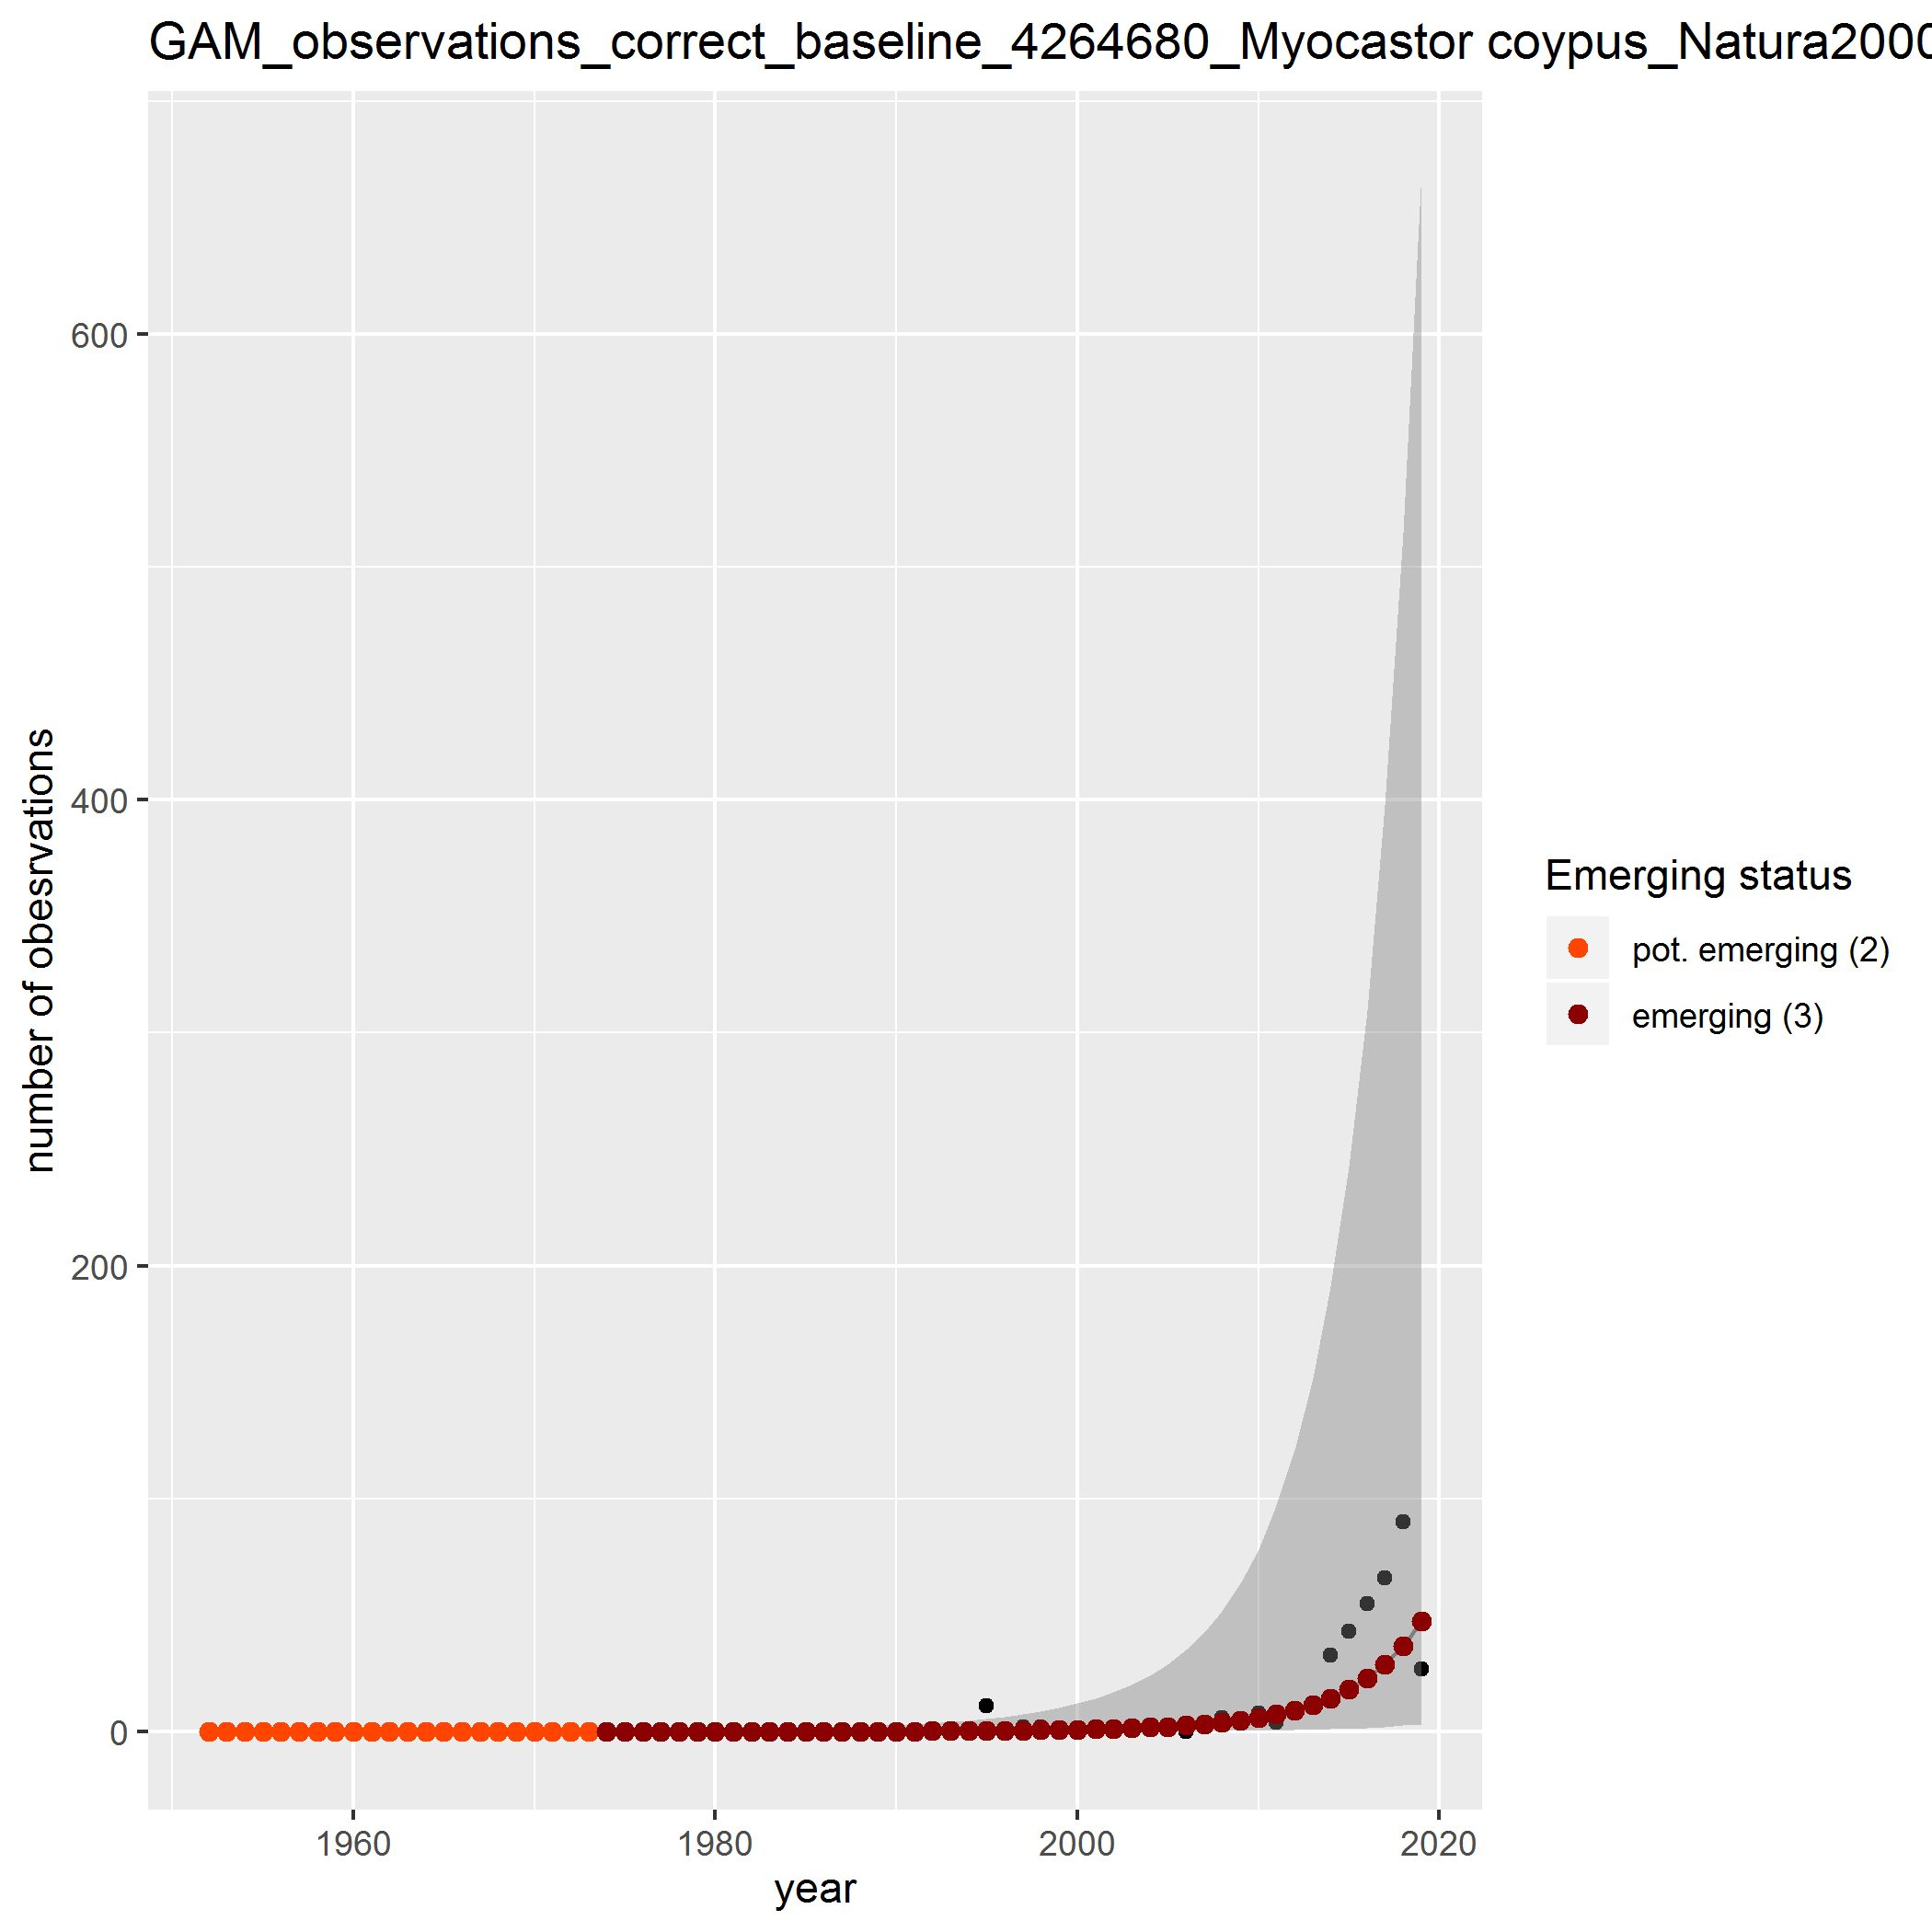 GAM_observations_correct_baseline_4264680_Myocastor coypus_Natura2000
600
400
200
0
number of obesrvations
1960 1980 2000 2020
year
Emerging status
pot. emerging (2)
emerging (3)